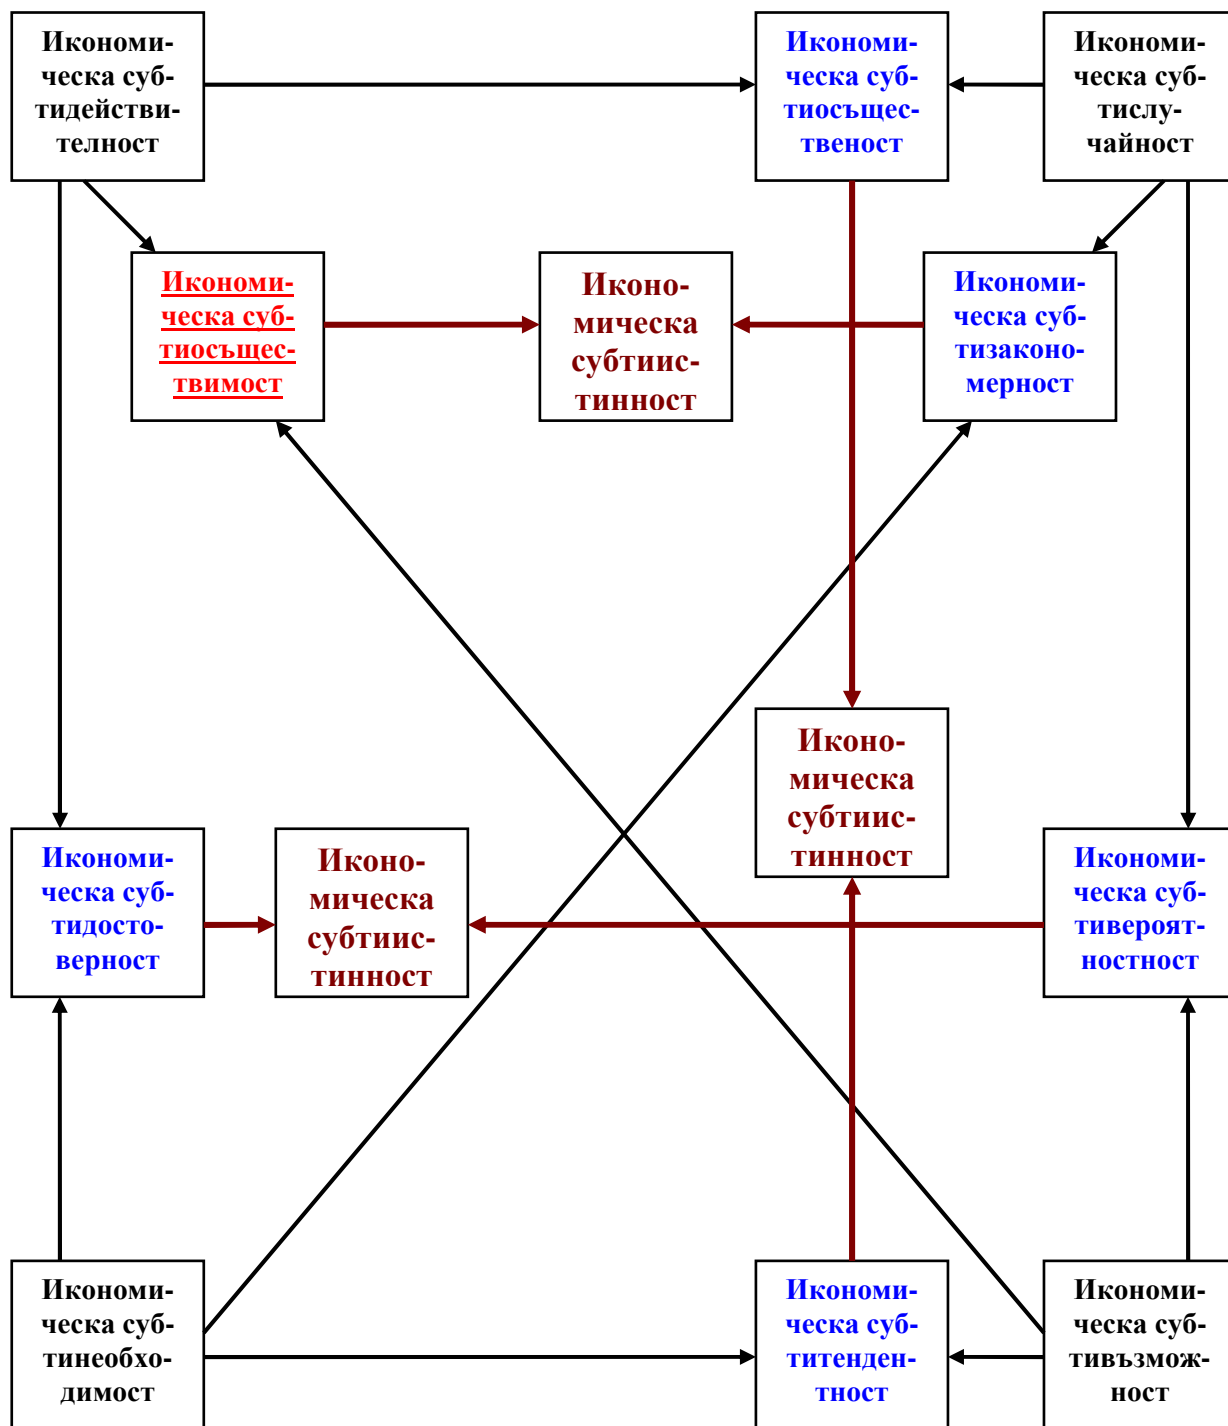 Икономи-
ческа суб-
тидействи-
телност
Икономи-
ческа суб-
тиосъщес-
твеност
Икономи-
ческа суб-
тислу-
чайност
Икономи-
ческа суб-
тиосъщес-
твимост
Иконо-
мическа
субтиис-
тинност
Икономи-
ческа суб-
тизаконо-
мерност
Иконо-
мическа
субтиис-
тинност
Икономи-
ческа суб-
тидосто-
верност
Иконо-
мическа
субтиис-
тинност
Икономи-
ческа суб-
тивероят-
ностност
Икономи-
ческа суб-
тинеобхо-
димост
Икономи-
ческа суб-
титенден-
тност
Икономи-
ческа суб-
тивъзмож-
ност